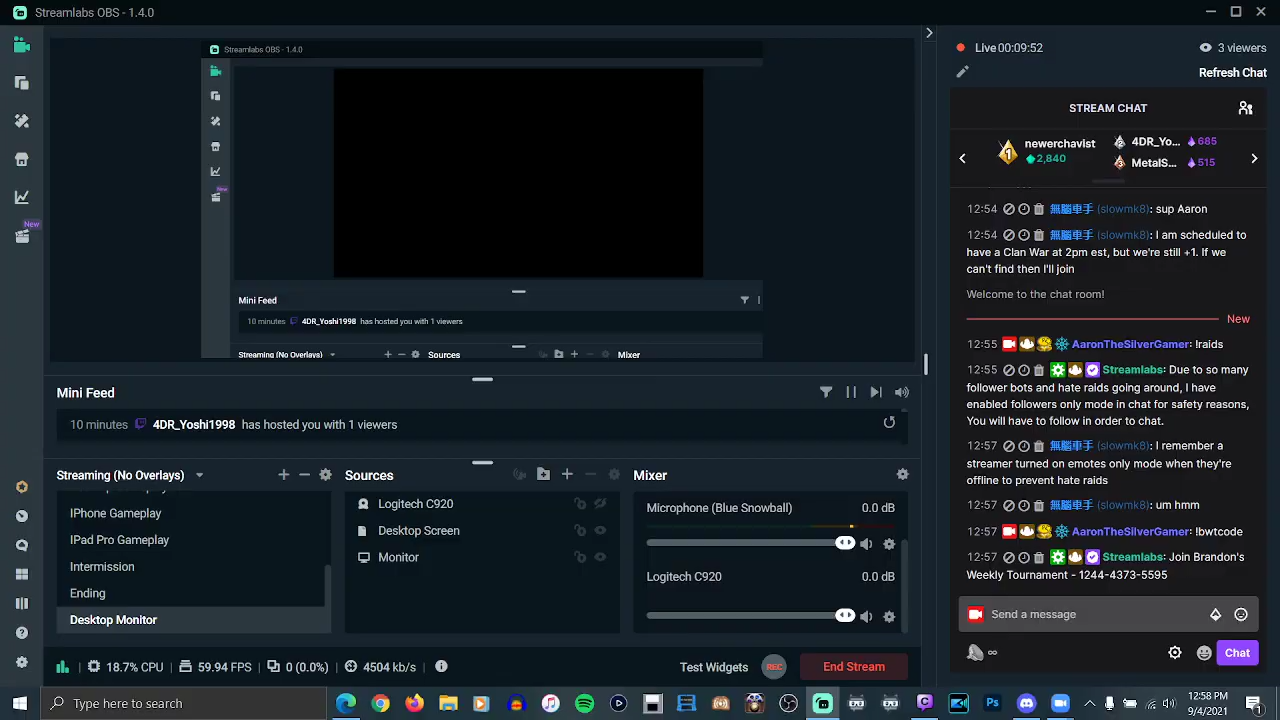 Streamlabs OBS - 1.4.0
Streamlabs OBS - 1.4.0
New
Mini Feed
10 minutes 4DR_Yoshi1998 has hosted you with 1 viewers
Streaming (No Overlays) Sources Mixer
New
Mini Feed
10 minutes 4DR_Yoshi1998 has hosted you with 1 viewers
Streaming (No Overlays)
IPhone Gameplay
IPad Pro Gameplay
Intermission
Ending
Desktop Monitor
Sources
Logitech C920
Desktop Screen
Monitor
Mixer
Microphone (Blue Snowball) 0.0 dB
Logitech C920 0.0 dB
18.7% CPU 59.94 FPS 0 (0.0%) 4504 kb/s
Test Widgets REC End Stream
Live 00:09:52 3 viewers
Refresh Chat
STREAM CHAT
1 newerchavist 2,840
4DR_Yo... 685
MetalS... 515
12:54 無腦車手 (slowmk8): sup Aaron
12:54 無腦車手 (slowmk8): I am scheduled to
have a Clan War at 2pm est, but we're still +1. If we
can't find then I'll join
Welcome to the chat room!
New
12:55 AaronTheSilverGamer: !raids
12:55 Streamlabs: Due to so many
follower bots and hate raids going around, I have
enabled followers only mode in chat for safety reasons,
You will have to follow in order to chat.
12:57 無腦車手 (slowmk8): I remember a
streamer turned on emotes only mode when they're
offline to prevent hate raids
12:57 無腦車手 (slowmk8): um hmm
12:57 AaronTheSilverGamer: !bwtcode
12:57 Streamlabs: Join Brandon's
Weekly Tournament - 1244-4373-5595
Send a message
∞ Chat
Type here to search
12:58 PM
9/4/2021